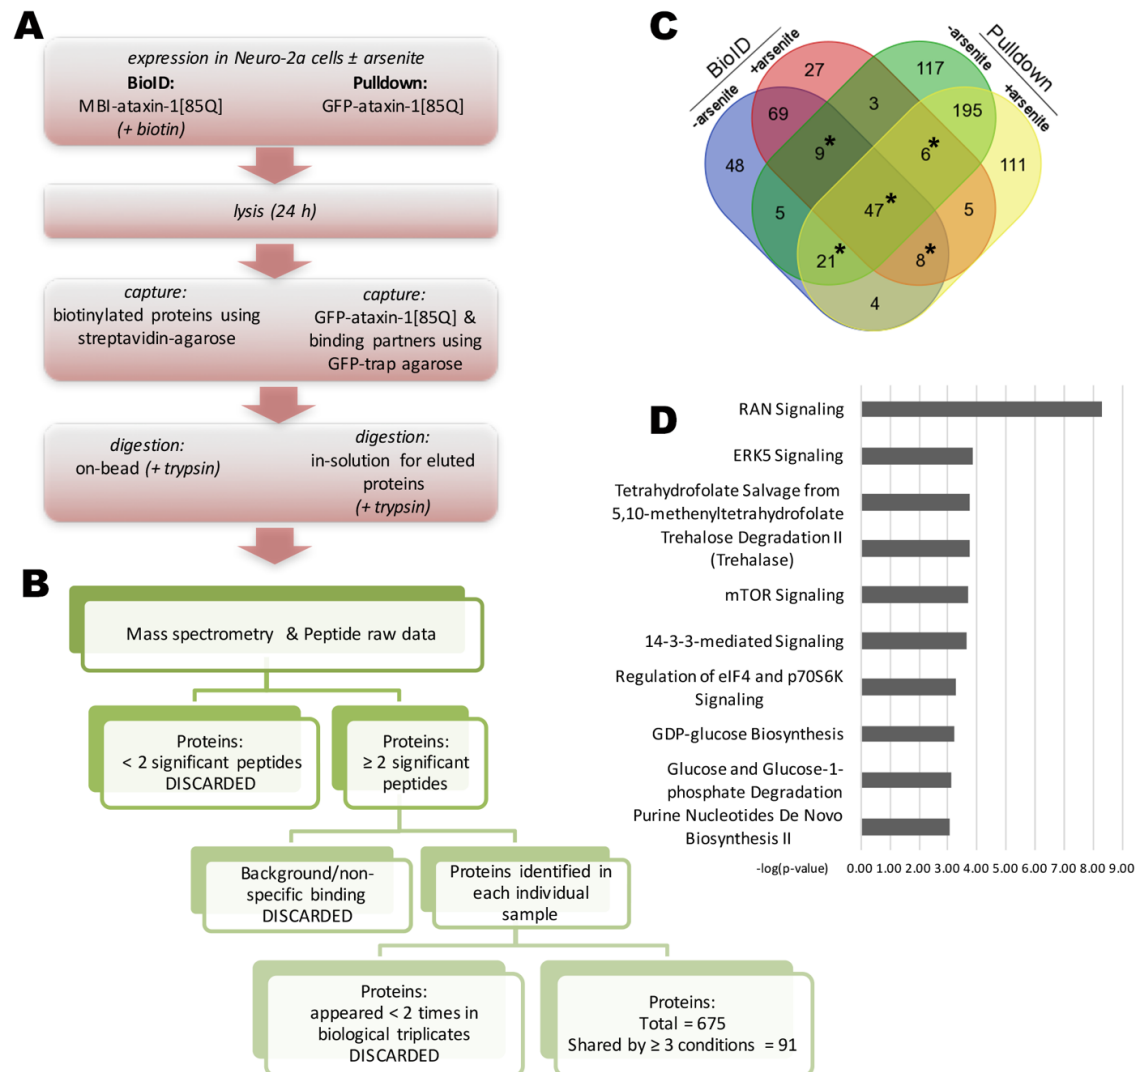 A
expression in Neuro-2a cells ± arsenite
BioID:
MBI-ataxin-1[85Q]
(+ biotin)
Pulldown:
GFP-ataxin-1[85Q]
lysis (24 h)
capture:
biotinylated proteins using
streptavidin-agarose
capture:
GFP-ataxin-1[85Q] &
binding partners using
GFP-trap agarose
digestion:
on-bead (+ trypsin)
digestion:
in-solution for eluted
proteins
(+ trypsin)
B
Mass spectrometry & Peptide raw data
Proteins:
< 2 significant peptides
DISCARDED
Proteins:
≥ 2 significant
peptides
Background/non-
specific binding
DISCARDED
Proteins identified in
each individual
sample
Proteins:
appeared < 2 times in
biological triplicates
DISCARDED
Proteins:
Total = 675
Shared by ≥ 3 conditions = 91
C
BioID
-arsenite
+arsenite
Pulldown
-arsenite
+arsenite
27
117
69
3
195
48
9*
6*
111
5
47*
5
21*
8*
4
D
RAN Signaling
ERK5 Signaling
Tetrahydrofolate Salvage from
5,10-methenyltetrahydrofolate
Trehalose Degradation II
(Trehalase)
mTOR Signaling
14-3-3-mediated Signaling
Regulation of eIF4 and p70S6K
Signaling
GDP-glucose Biosynthesis
Glucose and Glucose-1-
phosphate Degradation
Purine Nucleotides De Novo
Biosynthesis II
-log(p-value)
0.00 1.00 2.00 3.00 4.00 5.00 6.00 7.00 8.00 9.00